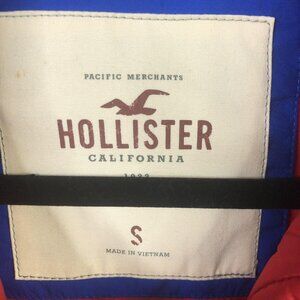 PACIFIC MERCHANTS
HOLLISTER
CALIFORNIA
S
MADE IN VIETNAM